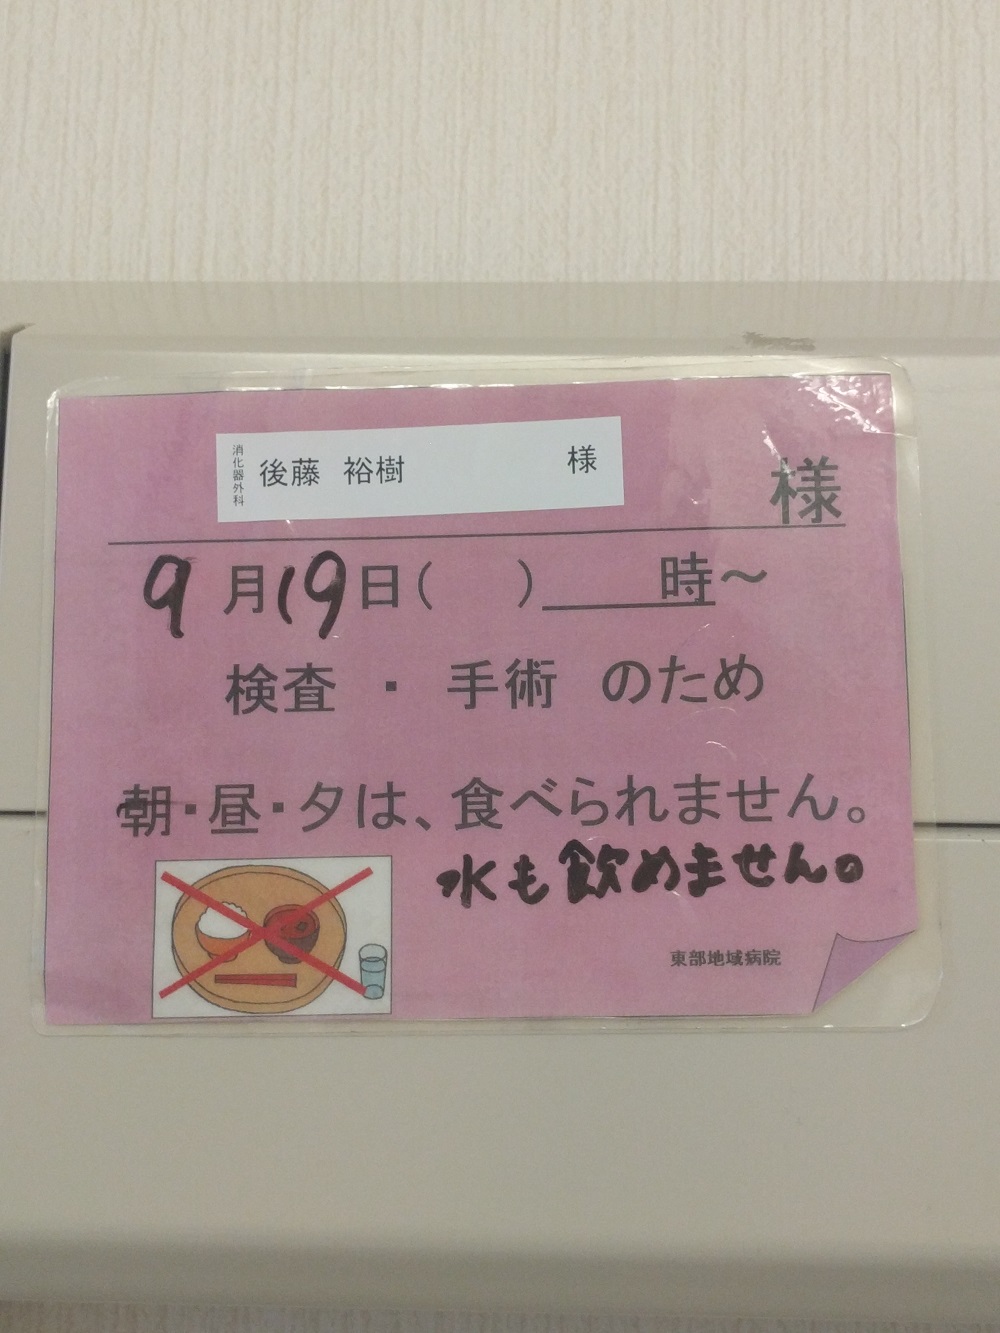 消化器外科
後藤 裕樹 様
様
9月19日( ) 時～
検査・手術 のため
朝・昼・夕は、食べられません。
水も飲めません。
東部地域病院